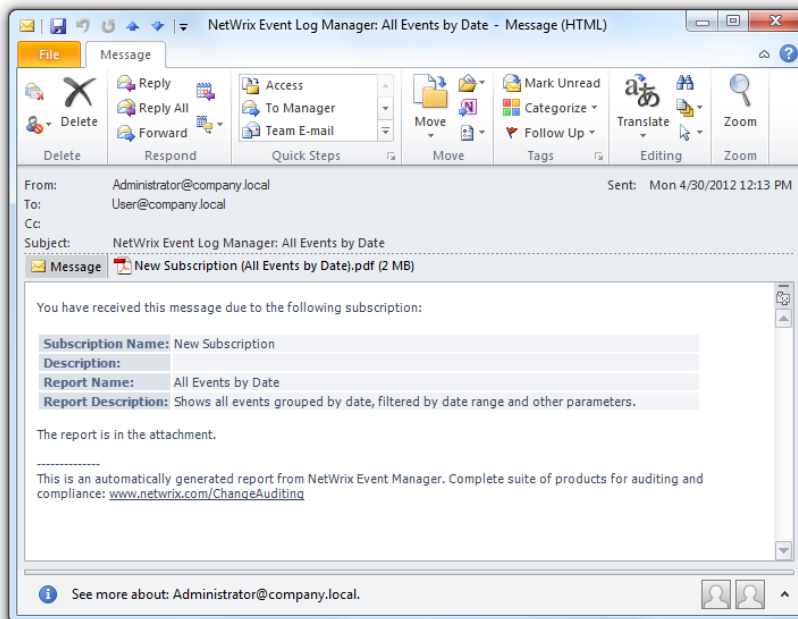 NetWrix Event Log Manager: All Events by Date - Message (HTML)
File Message
Reply
Reply All
Forward
Delete
Access
To Manager
Team E-mail
Move
Mark Unread
Categorize
Follow Up
Translate
Zoom
Delete Respond Quick Steps Move Tags Editing Zoom
From: Administrator@company.local Sent: Mon 4/30/2012 12:13 PM
To: User@company.local
Cc:
Subject: NetWrix Event Log Manager: All Events by Date
Message New Subscription (All Events by Date).pdf (2 MB)
You have received this message due to the following subscription:
Subscription Name: New Subscription
Description:
Report Name: All Events by Date
Report Description: Shows all events grouped by date, filtered by date range and other parameters.
The report is in the attachment.
--------------
This is an automatically generated report from NetWrix Event Manager. Complete suite of products for auditing and
compliance: www.netwrix.com/ChangeAuditing
See more about: Administrator@company.local.